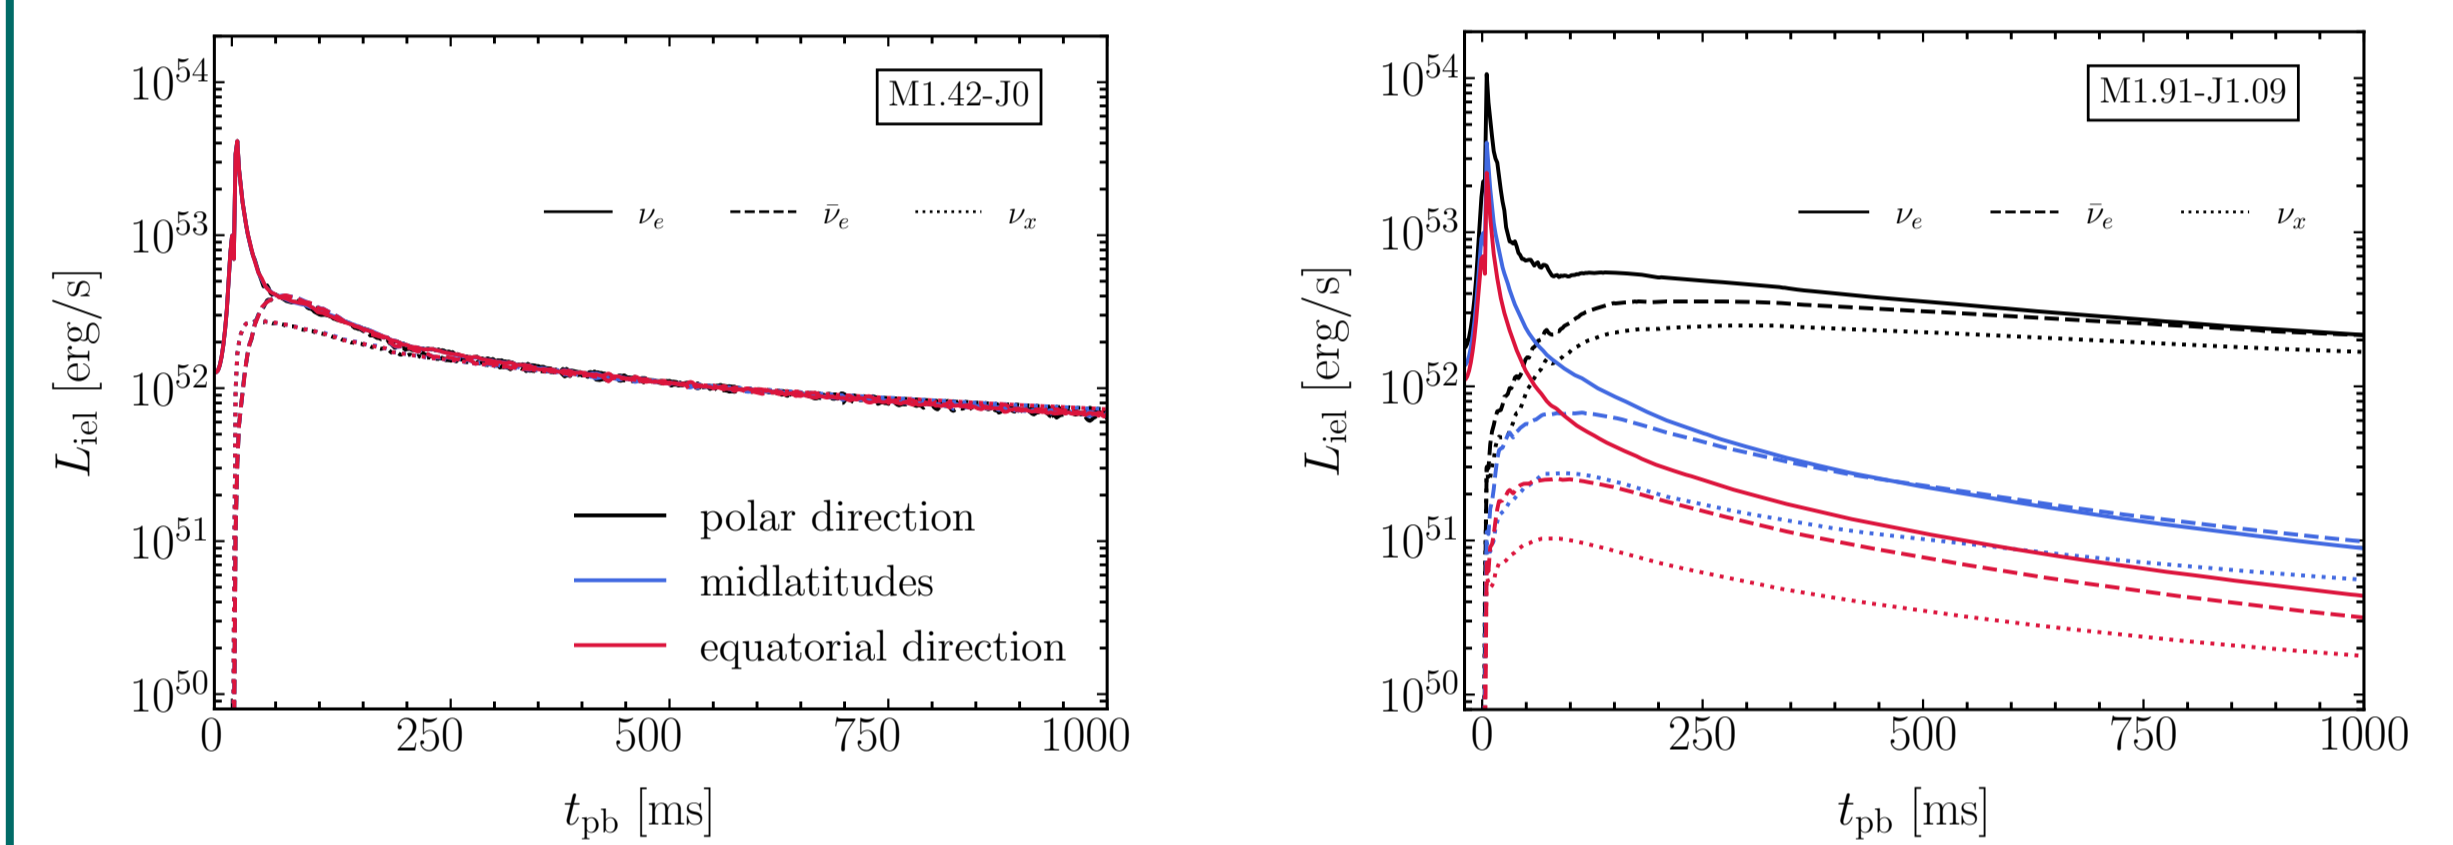 10^54
10^53
10^52
10^51
10^50
L_iel [erg/s]
M1.42-J0
ν_e ν̄_e ν_x
polar direction
midlatitudes
equatorial direction
0 250 500 750 1000
t_pb [ms]
10^54
10^53
10^52
10^51
10^50
L_iel [erg/s]
M1.91-J1.09
ν_e ν̄_e ν_x
0 250 500 750 1000
t_pb [ms]